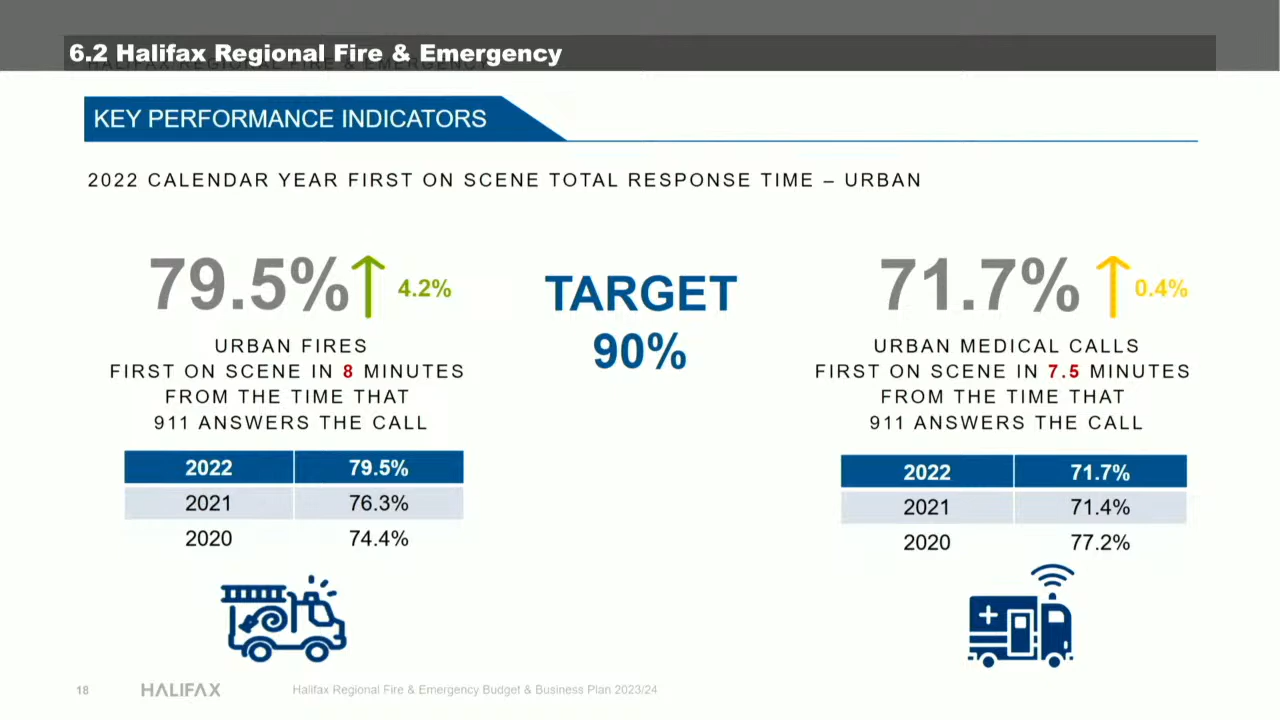 6.2 Halifax Regional Fire & Emergency
HALIFAX REGIONAL FIRE & EMERGENCY
KEY PERFORMANCE INDICATORS
2022 CALENDAR YEAR FIRST ON SCENE TOTAL RESPONSE TIME – URBAN
79.5% 4.2%
URBAN FIRES
FIRST ON SCENE IN 8 MINUTES
FROM THE TIME THAT
911 ANSWERS THE CALL
2022 79.5%
2021 76.3%
2020 74.4%
TARGET
90%
71.7% 0.4%
URBAN MEDICAL CALLS
FIRST ON SCENE IN 7.5 MINUTES
FROM THE TIME THAT
911 ANSWERS THE CALL
2022 71.7%
2021 71.4%
2020 77.2%
18 HALIFAX Halifax Regional Fire & Emergency Budget & Business Plan 2023/24